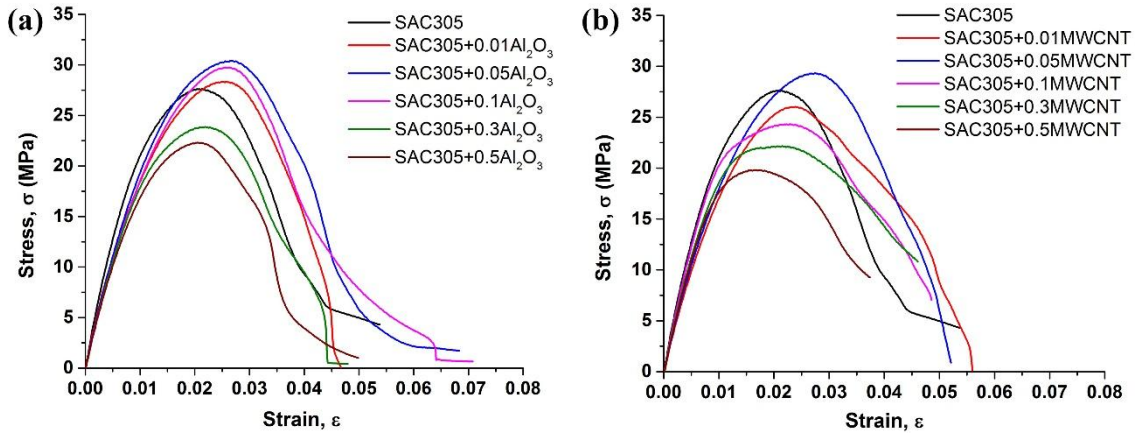 (a)
SAC305
SAC305+0.01Al₂O₃
SAC305+0.05Al₂O₃
SAC305+0.1Al₂O₃
SAC305+0.3Al₂O₃
SAC305+0.5Al₂O₃
Stress, σ (MPa)
35
30
25
20
15
10
5
0
0.00 0.01 0.02 0.03 0.04 0.05 0.06 0.07 0.08
Strain, ε
(b)
SAC305
SAC305+0.01MWCNT
SAC305+0.05MWCNT
SAC305+0.1MWCNT
SAC305+0.3MWCNT
SAC305+0.5MWCNT
Stress, σ (MPa)
35
30
25
20
15
10
5
0
0.00 0.01 0.02 0.03 0.04 0.05 0.06 0.07 0.08
Strain, ε